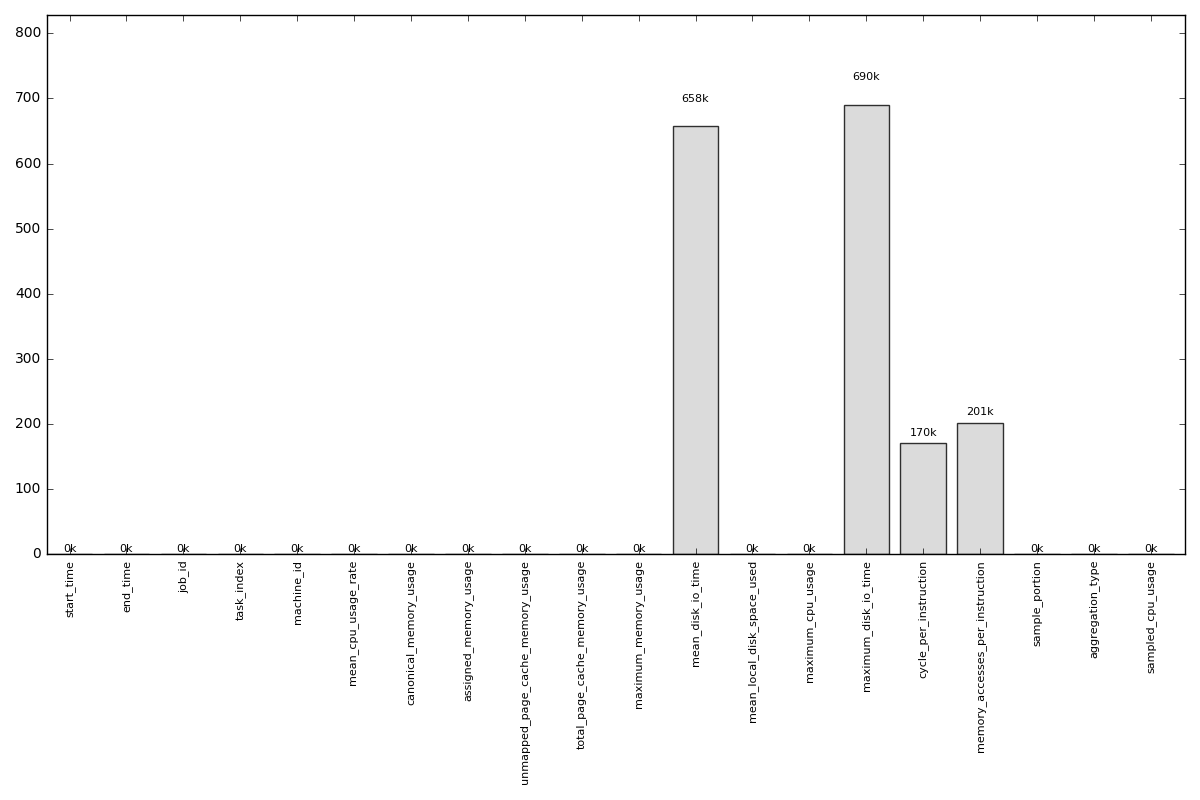 800
700
600
500
400
300
200
100
0
658k
690k
170k
201k
0k 0k 0k 0k 0k 0k 0k 0k 0k 0k 0k 0k 0k 0k 0k 0k
start_time
end_time
job_id
task_index
machine_id
mean_cpu_usage_rate
canonical_memory_usage
assigned_memory_usage
unmapped_page_cache_memory_usage
total_page_cache_memory_usage
maximum_memory_usage
mean_disk_io_time
mean_local_disk_space_used
maximum_cpu_usage
maximum_disk_io_time
cycle_per_instruction
memory_accesses_per_instruction
sample_portion
aggregation_type
sampled_cpu_usage